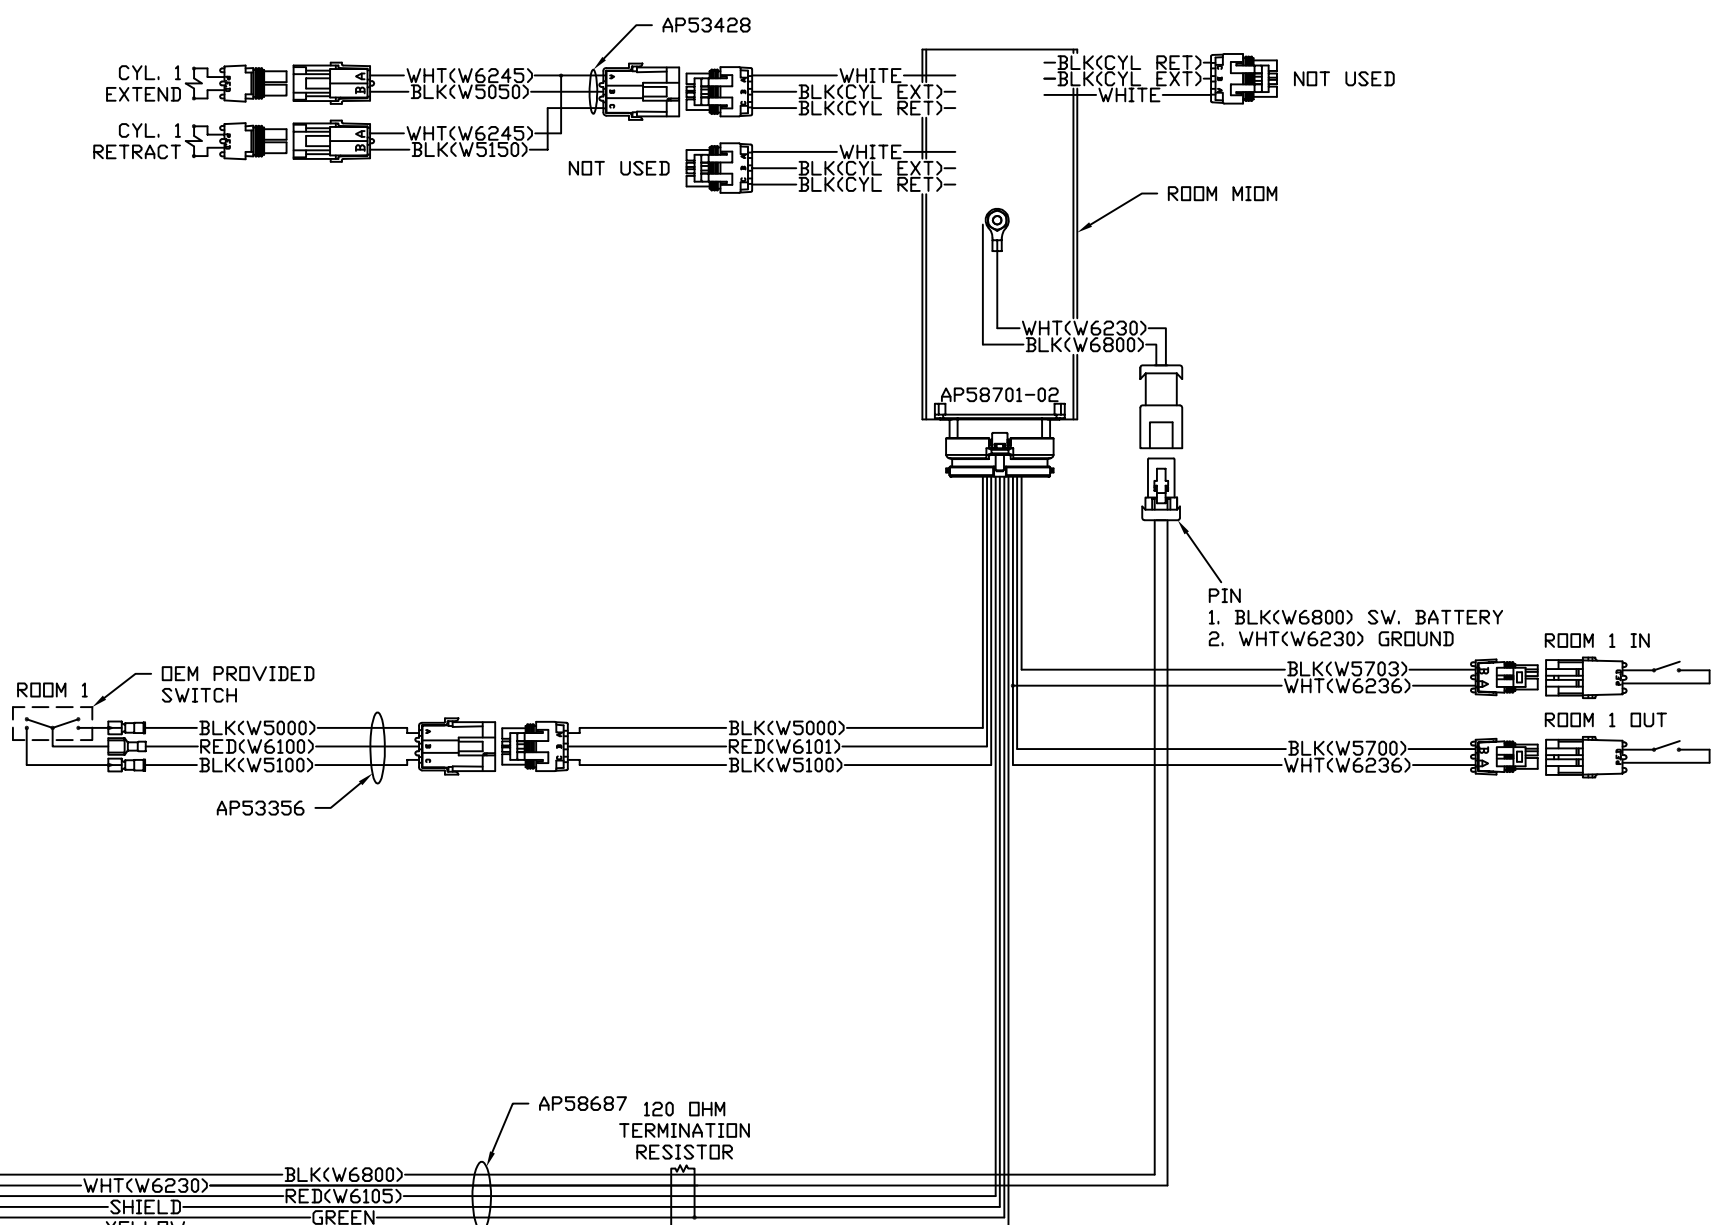 AP53428
CYL. 1
EXTEND
A
B
WHT(W6245)
BLK(W5050)
A
B
C
WHITE
BLK(CYL EXT)
BLK(CYL RET)
BLK(CYL RET)
BLK(CYL EXT)
WHITE
NOT USED
CYL. 1
RETRACT
A
B
WHT(W6245)
BLK(W5150)
NOT USED
WHITE
BLK(CYL EXT)
BLK(CYL RET)
ROOM MIOM
WHT(W6230)
BLK(W6800)
AP58701-02
PIN
1. BLK(W6800) SW. BATTERY
2. WHT(W6230) GROUND
ROOM 1 IN
BLK(W5703)
WHT(W6236)
B
A
ROOM 1 OUT
BLK(W5700)
WHT(W6236)
B
A
OEM PROVIDED
SWITCH
ROOM 1
BLK(W5000)
RED(W6100)
BLK(W5100)
A
B
C
BLK(W5000)
RED(W6101)
BLK(W5100)
AP53356
AP58687
120 OHM
TERMINATION
RESISTOR
BLK(W6800)
WHT(W6230)
RED(W6105)
SHIELD
GREEN
YELLOW